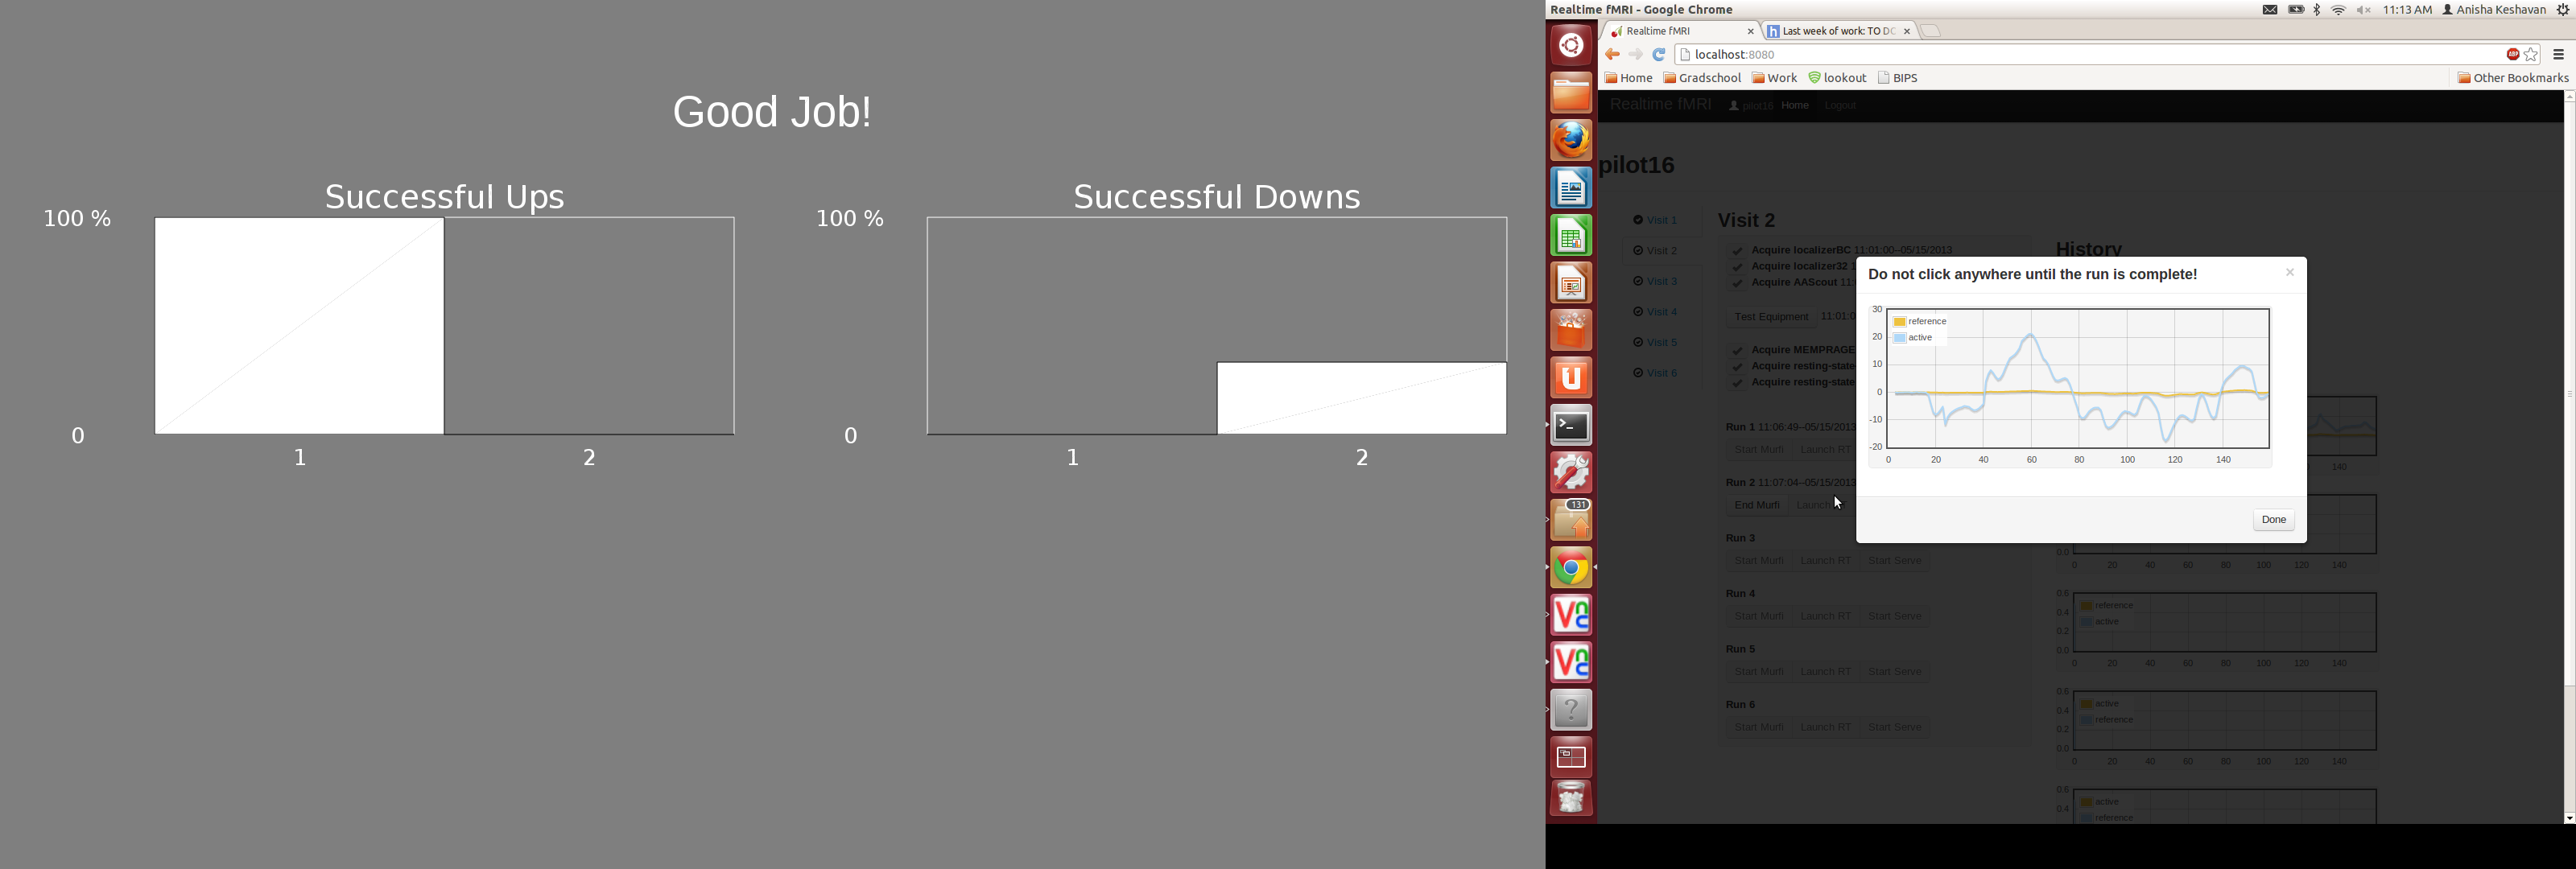 Good Job!
Successful Ups
100 %
0
1
2
Successful Downs
100 %
0
1
2
Realtime fMRI - Google Chrome
11:13 AM Anisha Keshavan
Realtime fMRI
Last week of work: TO DC
localhost:8080
ABP
Home Gradschool Work lookout BIPS Other Bookmarks
Realtime fMRI pilot16 Home Logout
pilot16
Visit 1
Visit 2
Visit 3
Visit 4
Visit 5
Visit 6
Visit 2
Acquire localizerBC 11:01:00--05/15/2013
Acquire localizer32 1
Acquire AAScout 11:
Test Equipment 11:01:0
Acquire MEMPRAGE
Acquire resting-state
Acquire resting-state
Run 1 11:06:49--05/15/2013
Start Murfi Launch RT
Run 2 11:07:04--05/15/2013
End Murfi Launch
Run 3
Start Murfi Launch RT Start Serve
Run 4
Start Murfi Launch RT Start Serve
Run 5
Start Murfi Launch RT Start Serve
Run 6
Start Murfi Launch RT Start Serve
131
History
Do not click anywhere until the run is complete!
×
30
20
10
0
-10
-20
reference
active
0 20 40 60 80 100 120 140
Done
140
0.0
0 20 40 60 80 100 120 140
0.6
0.4
0.2
0.0
reference
active
0 20 40 60 80 100 120 140
0.6
0.4
0.2
0.0
active
reference
0 20 40 60 80 100 120 140
0.6
0.4
active
reference